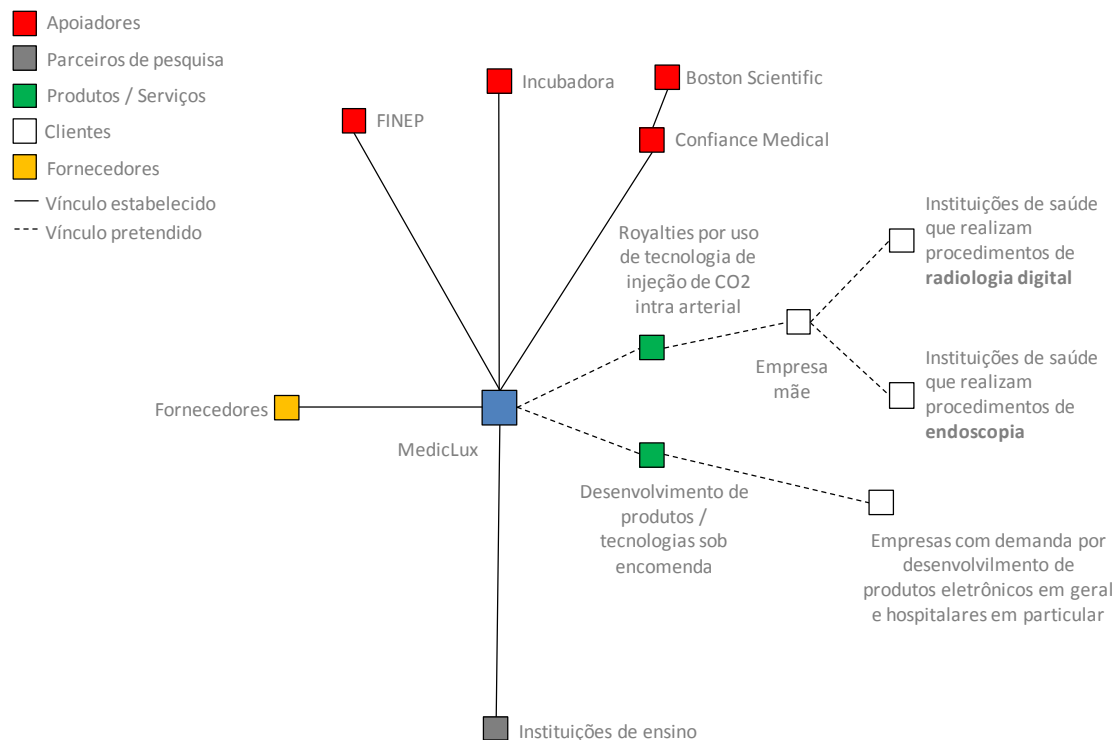 Apoiadores
Parceiros de pesquisa
Produtos / Serviços
Clientes
Fornecedores
Vínculo estabelecido
Vínculo pretendido
FINEP
Incubadora
Boston Scientific
Confiance Medical
Royalties por uso
de tecnologia de
injeção de CO2
intra arterial
Empresa
mãe
Instituições de saúde
que realizam
procedimentos de
radiologia digital
Instituições de saúde
que realizam
procedimentos de
endoscopia
Fornecedores
MedicLux
Desenvolvimento de
produtos /
tecnologias sob
encomenda
Empresas com demanda por
desenvolvilmento de
produtos eletrônicos em geral
e hospitalares em particular
Instituições de ensino